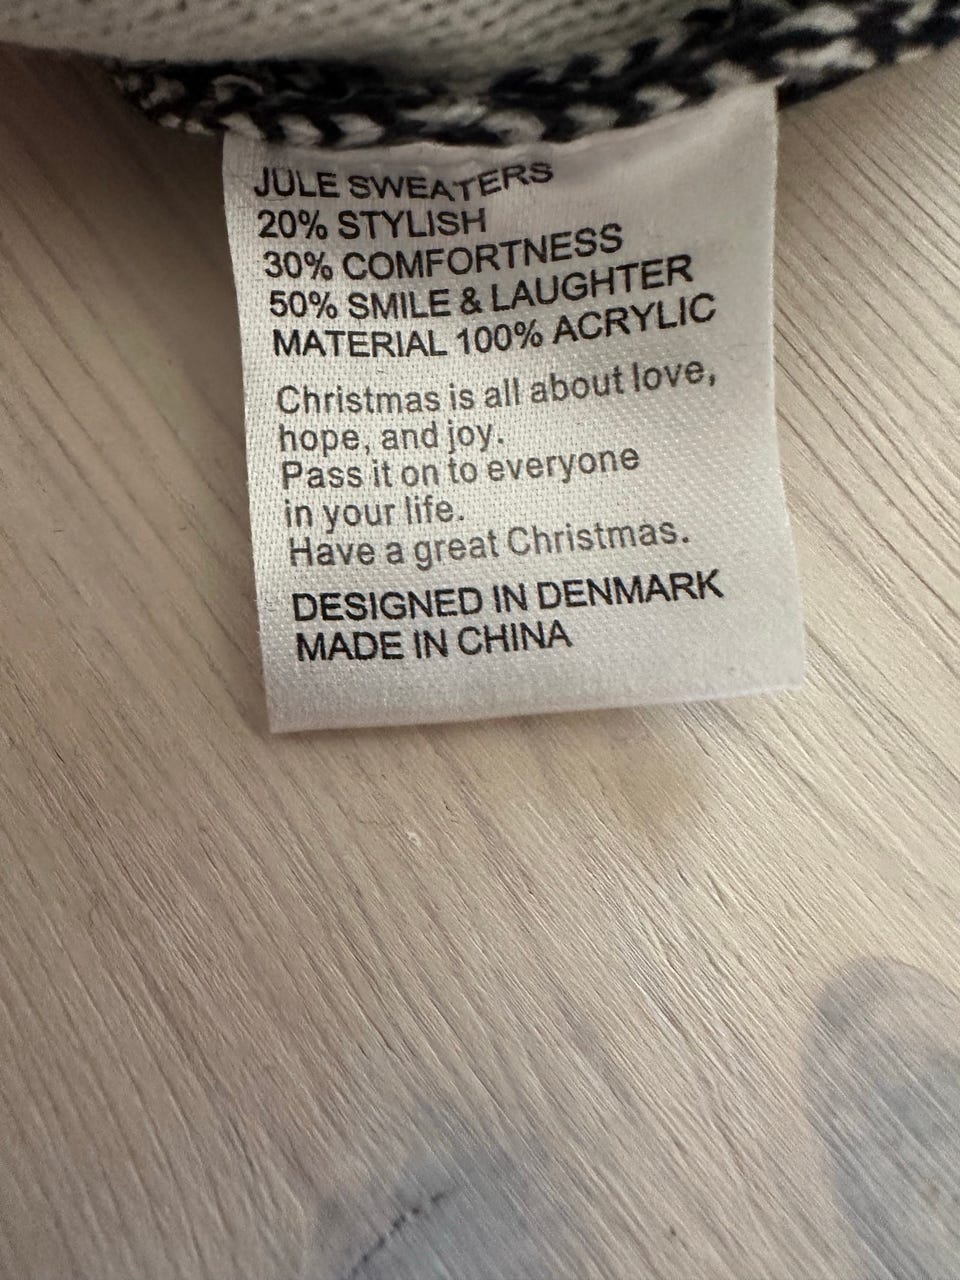 JULE SWEATERS
20% STYLISH
30% COMFORTNESS
50% SMILE & LAUGHTER
MATERIAL 100% ACRYLIC
Christmas is all about love,
hope, and joy.
Pass it on to everyone
in your life.
Have a great Christmas.
DESIGNED IN DENMARK
MADE IN CHINA